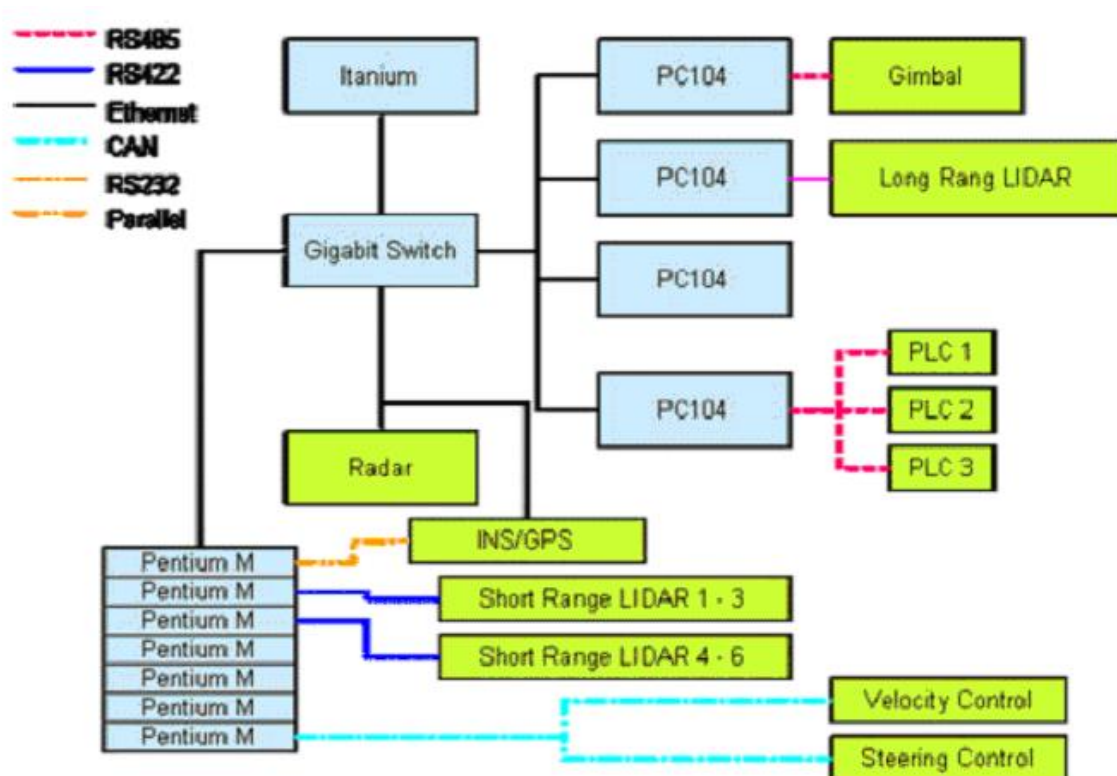 RS485
RS422
Ethernet
CAN
RS232
Parallel
Itanium
PC104
Gimbal
PC104
Long Rang LIDAR
Gigabit Switch
PC104
PC104
PLC 1
PLC 2
PLC 3
Radar
INS/GPS
Pentium M
Pentium M
Pentium M
Pentium M
Pentium M
Pentium M
Pentium M
Short Range LIDAR 1 - 3
Short Range LIDAR 4 - 6
Velocity Control
Steering Control